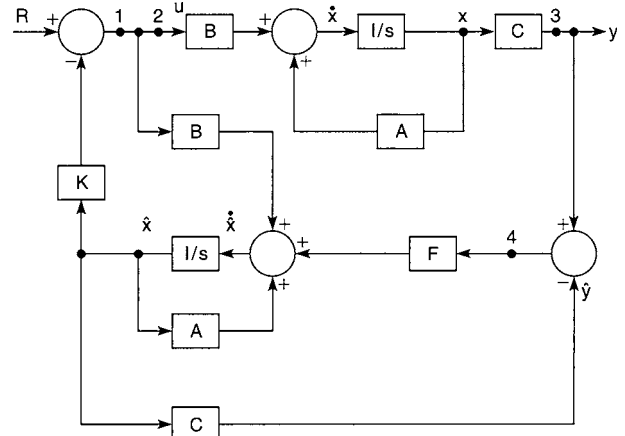 R + 1 2 u B + ẋ I/s x C 3 y
− +
A
B
K
x̂ x̂̇ + + 4 +
I/s F
+ − ŷ
A
C